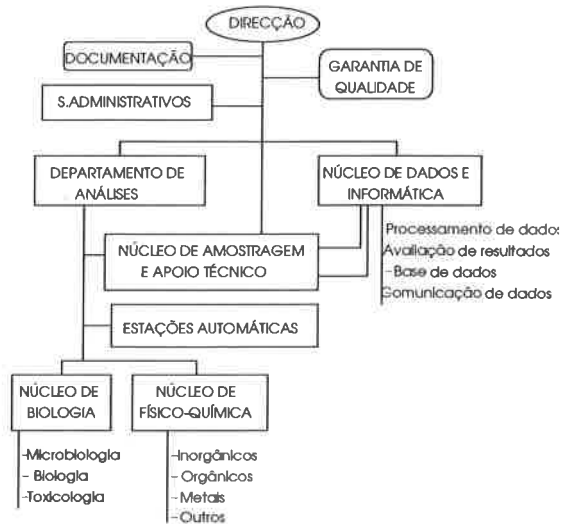 DIRECÇÃO
DOCUMENTAÇÃO
GARANTIA DE
QUALIDADE
S.ADMINISTRATIVOS
DEPARTAMENTO DE
ANÁLISES
NÚCLEO DE DADOS E
INFORMÁTICA
Processamento de dado:
Avaliação de resultados
-Base de dados
Comunicação de dados
NÚCLEO DE AMOSTRAGEM
E APOIO TÉCNICO
ESTAÇÕES AUTOMÁTICAS
NÚCLEO DE
BIOLOGIA
-Microbiologia
- Biologia
-Toxicologia
NÚCLEO DE
FÍSICO-QUÍMICA
-Inorgânicos
- Orgânicos
-Metais
-Outros